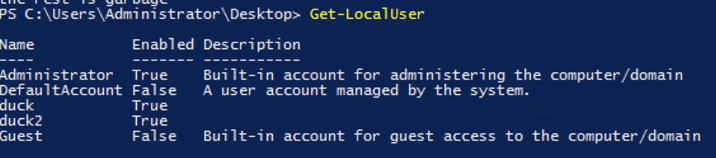 the rest is garbage
PS C:\Users\Administrator\Desktop> Get-LocalUser
Name Enabled Description
---- ------- -----------
Administrator True Built-in account for administering the computer/domain
DefaultAccount False A user account managed by the system.
duck True
duck2 True
Guest False Built-in account for guest access to the computer/domain